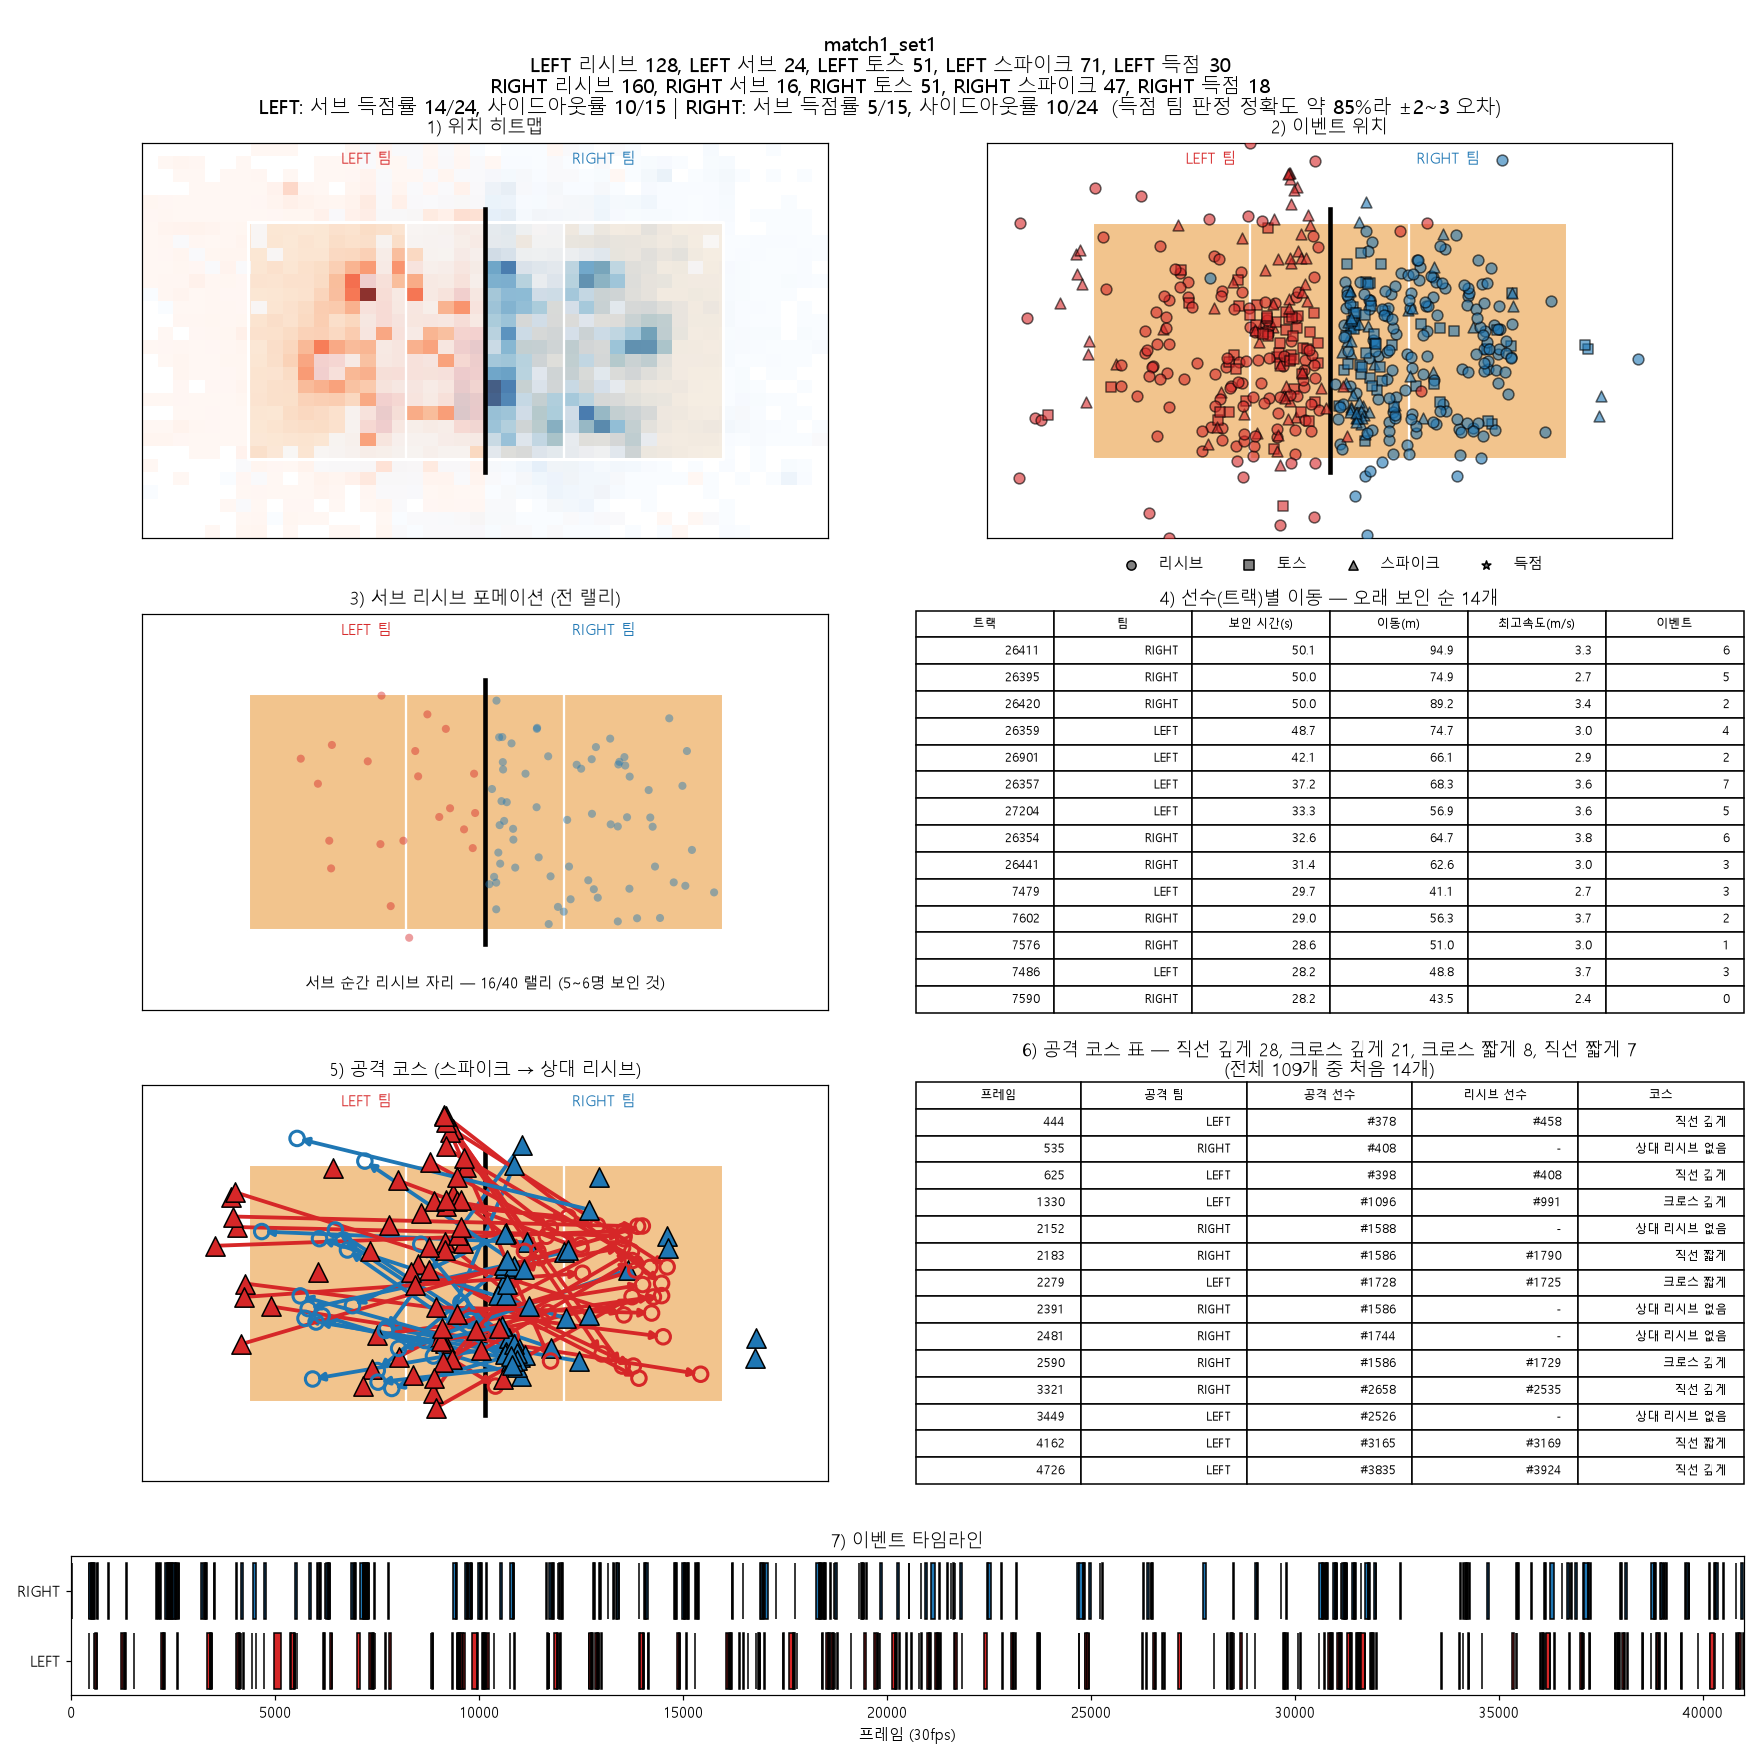 match1_set1
LEFT 리시브 128, LEFT 서브 24, LEFT 토스 51, LEFT 스파이크 71, LEFT 득점 30
RIGHT 리시브 160, RIGHT 서브 16, RIGHT 토스 51, RIGHT 스파이크 47, RIGHT 득점 18
LEFT: 서브 득점률 14/24, 사이드아웃률 10/15 | RIGHT: 서브 득점률 5/15, 사이드아웃률 10/24 (득점 팀 판정 정확도 약 85%라 ±2~3 오차)
1) 위치 히트맵
LEFT 팀
RIGHT 팀
2) 이벤트 위치
LEFT 팀
RIGHT 팀
리시브 토스 스파이크 득점
3) 서브 리시브 포메이션 (전 랠리)
LEFT 팀
RIGHT 팀
서브 순간 리시브 자리 — 16/40 랠리 (5~6명 보인 것)
4) 선수(트랙)별 이동 — 오래 보인 순 14개
트랙 팀 보인 시간(s) 이동(m) 최고속도(m/s) 이벤트
26411 RIGHT 50.1 94.9 3.3 6
26395 RIGHT 50.0 74.9 2.7 5
26420 RIGHT 50.0 89.2 3.4 2
26359 LEFT 48.7 74.7 3.0 4
26901 LEFT 42.1 66.1 2.9 2
26357 LEFT 37.2 68.3 3.6 7
27204 LEFT 33.3 56.9 3.6 5
26354 RIGHT 32.6 64.7 3.8 6
26441 RIGHT 31.4 62.6 3.0 3
7479 LEFT 29.7 41.1 2.7 3
7602 RIGHT 29.0 56.3 3.7 2
7576 RIGHT 28.6 51.0 3.0 1
7486 LEFT 28.2 48.8 3.7 3
7590 RIGHT 28.2 43.5 2.4 0
5) 공격 코스 (스파이크 → 상대 리시브)
LEFT 팀
RIGHT 팀
6) 공격 코스 표 — 직선 깊게 28, 크로스 깊게 21, 크로스 짧게 8, 직선 짧게 7
(전체 109개 중 처음 14개)
프레임 공격 팀 공격 선수 리시브 선수 코스
444 LEFT #378 #458 직선 깊게
535 RIGHT #408 - 상대 리시브 없음
625 LEFT #398 #408 직선 깊게
1330 LEFT #1096 #991 크로스 깊게
2152 RIGHT #1588 - 상대 리시브 없음
2183 RIGHT #1586 #1790 직선 짧게
2279 LEFT #1728 #1725 크로스 짧게
2391 RIGHT #1586 - 상대 리시브 없음
2481 RIGHT #1744 - 상대 리시브 없음
2590 RIGHT #1586 #1729 크로스 깊게
3321 RIGHT #2658 #2535 직선 깊게
3449 LEFT #2526 - 상대 리시브 없음
4162 LEFT #3165 #3169 직선 짧게
4726 LEFT #3835 #3924 직선 깊게
7) 이벤트 타임라인
RIGHT
LEFT
0 5000 10000 15000 20000 25000 30000 35000 40000
프레임 (30fps)